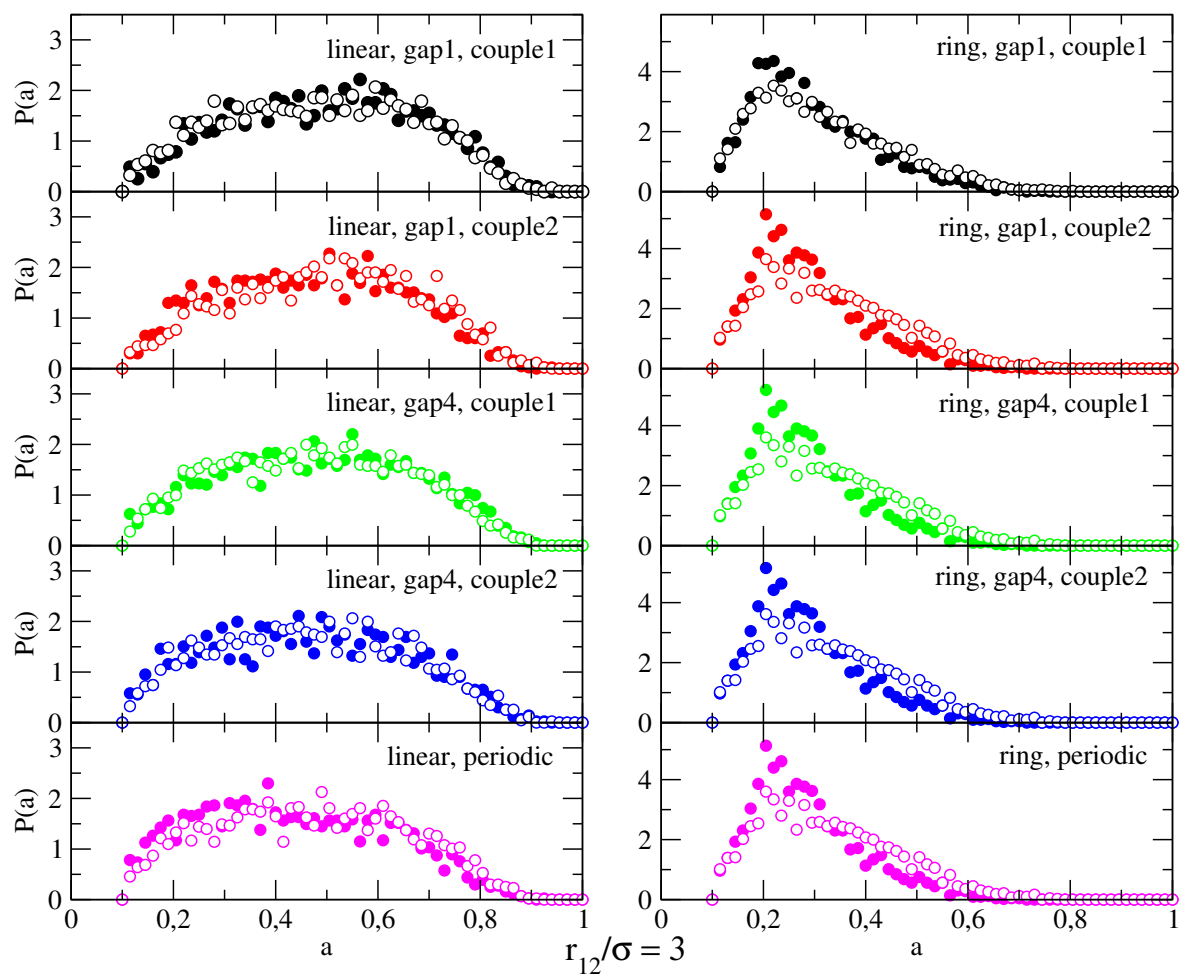 3
2
1
0
P(a)
linear, gap1, couple1
4
2
0
ring, gap1, couple1
3
2
1
0
P(a)
linear, gap1, couple2
4
2
0
ring, gap1, couple2
3
2
1
0
P(a)
linear, gap4, couple1
4
2
0
ring, gap4, couple1
3
2
1
0
P(a)
linear, gap4, couple2
4
2
0
ring, gap4, couple2
3
2
1
0
P(a)
linear, periodic
4
2
0
ring, periodic
0 0,2 0,4 0,6 0,8 1
0 0,2 0,4 0,6 0,8 1
a
r12/σ = 3
a